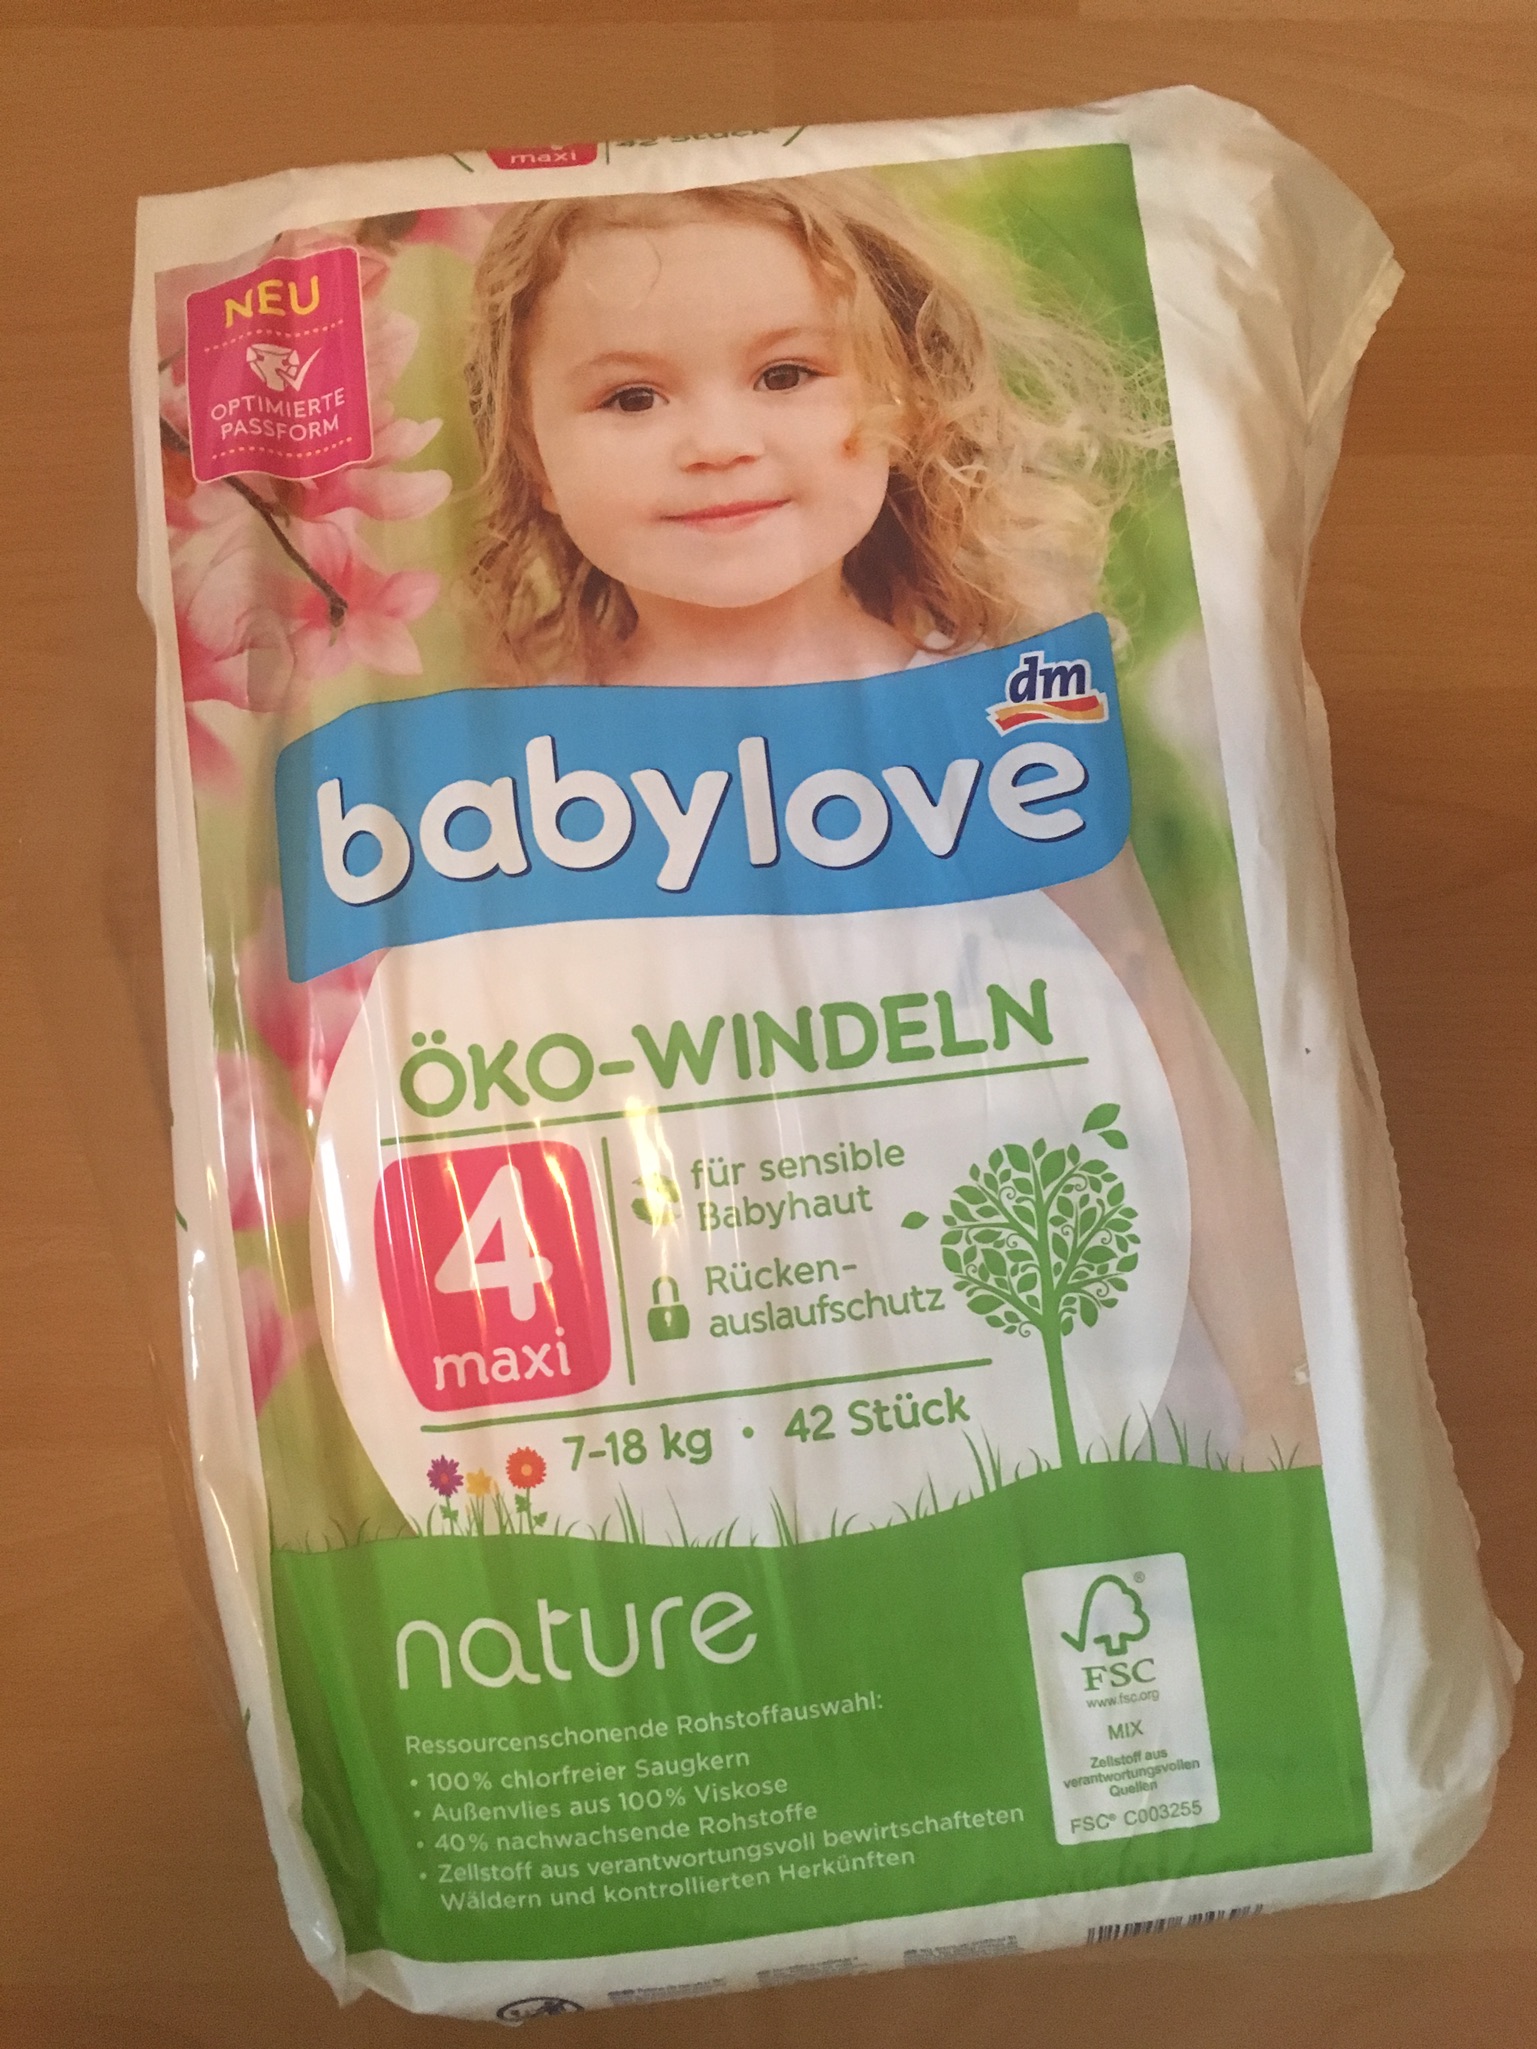 maxi
42 Stück
NEU
OPTIMIERTE
PASSFORM
dm
babylove
ÖKO-WINDELN
4
maxi
für sensible
Babyhaut
Rücken-
auslaufschutz
7-18 kg • 42 Stück
nature
Ressourcenschonende Rohstoffauswahl:
• 100% chlorfreier Saugkern
• Außenvlies aus 100% Viskose
• 40% nachwachsende Rohstoffe
• Zellstoff aus verantwortungsvoll bewirtschafteten
Wäldern und kontrollierten Herkünften
®
FSC
www.fsc.org
MIX
Zellstoff aus
verantwortungsvollen
Quellen
FSC® C003255